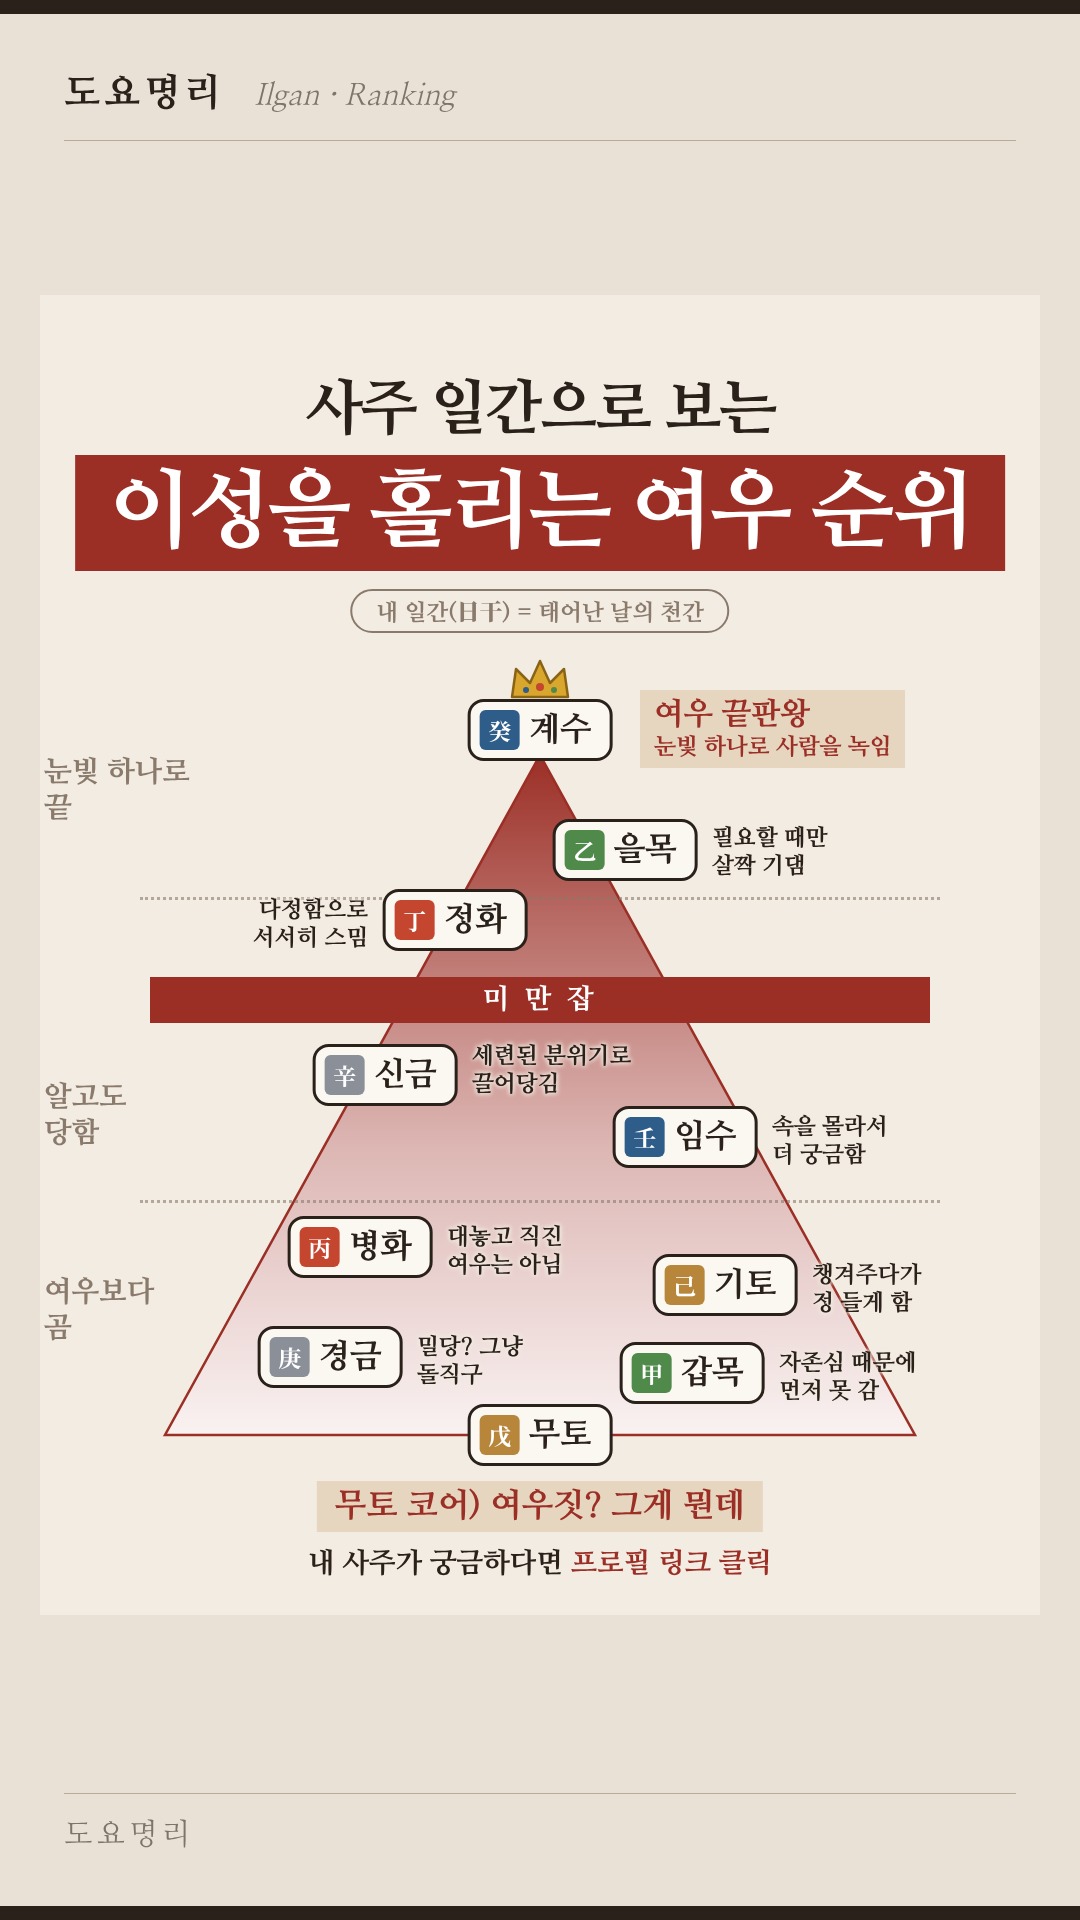 도요명리 Ilgan · Ranking
사주 일간으로 보는
이성을 홀리는 여우 순위
내 일간(日干) = 태어난 날의 천간
癸 계수
여우 끝판왕
눈빛 하나로 사람을 녹임
눈빛 하나로
끝
乙 을목
필요할 때만
살짝 기댐
다정함으로
서서히 스밈
丁 정화
미만잡
辛 신금
세련된 분위기로
끌어당김
알고도
당함
壬 임수
속을 몰라서
더 궁금함
丙 병화
대놓고 직진
여우는 아님
己 기토
챙겨주다가
정 들게 함
여우보다
곰
庚 경금
밀당? 그냥
돌직구
甲 갑목
자존심 때문에
먼저 못 감
戊 무토
무토 코어) 여우짓? 그게 뭔데
내 사주가 궁금하다면 프로필 링크 클릭
도요명리